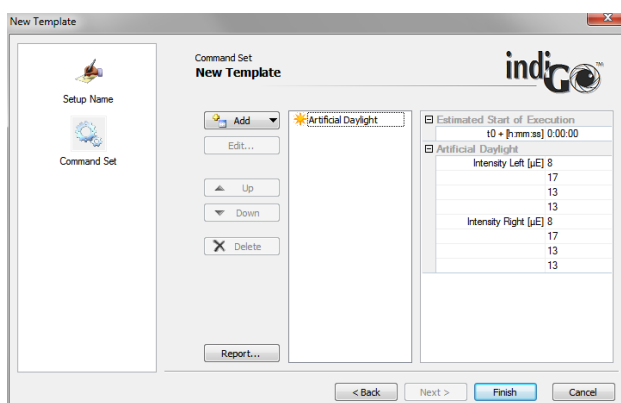 New Template
Setup Name
Command Set
Command Set
New Template
indiGo™
Add
Edit...
Up
Down
Delete
Report...
Artificial Daylight
Estimated Start of Execution
t0 + [h:mm:ss] 0:00:00
Artificial Daylight
Intensity Left [µE] 8
17
13
13
Intensity Right [µE] 8
17
13
13
< Back
Next >
Finish
Cancel